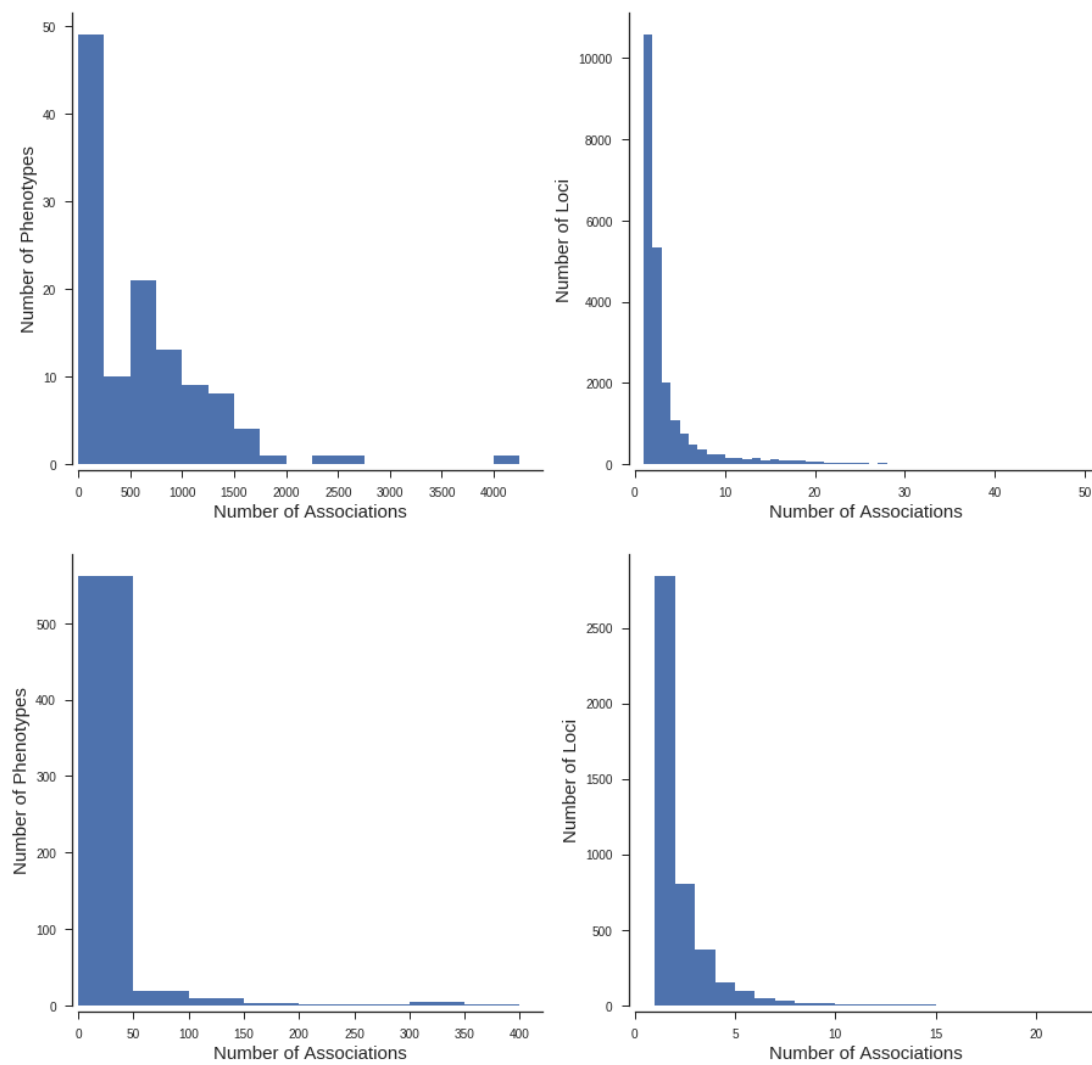 50
40
30
20
10
0
Number of Phenotypes
0 500 1000 1500 2000 2500 3000 3500 4000
Number of Associations
10000
8000
6000
4000
2000
0
Number of Loci
0 10 20 30 40 50
Number of Associations
500
400
300
200
100
0
Number of Phenotypes
0 50 100 150 200 250 300 350 400
Number of Associations
2500
2000
1500
1000
500
0
Number of Loci
0 5 10 15 20
Number of Associations